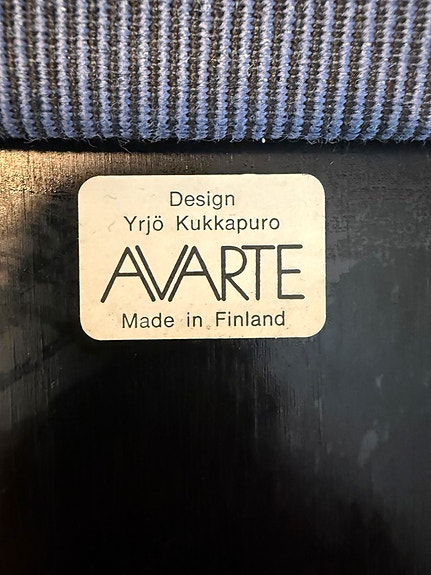 Design
Yrjö Kukkapuro
AVARTE
Made in Finland